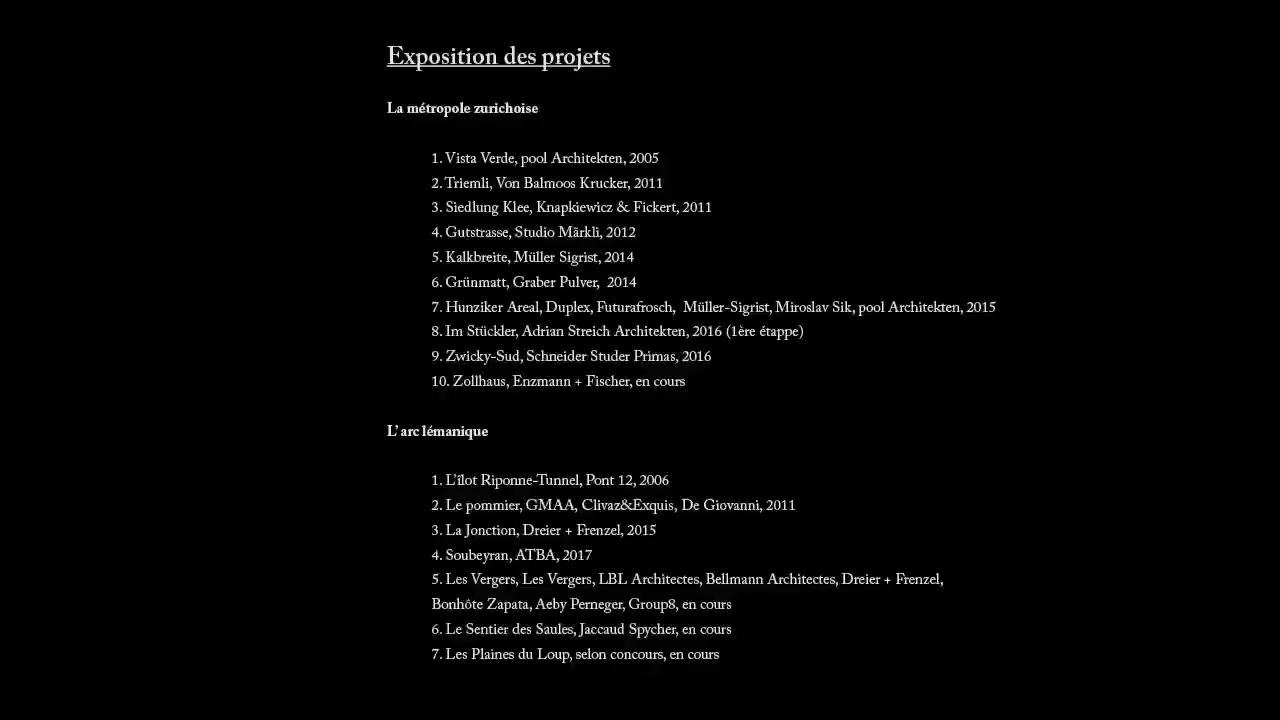 Exposition des projets
La métropole zurichoise
1. Vista Verde, pool Architekten, 2005
2. Triemli, Von Balmoos Krucker, 2011
3. Siedlung Klee, Knapkiewicz & Fickert, 2011
4. Gutstrasse, Studio Märkli, 2012
5. Kalkbreite, Müller Sigrist, 2014
6. Grünmatt, Graber Pulver,  2014
7. Hunziker Areal, Duplex, Futurafrosch,  Müller-Sigrist, Miroslav Sik, pool Architekten, 2015
8. Im Stückler, Adrian Streich Architekten, 2016 (1ère étappe)
9. Zwicky-Sud, Schneider Studer Primas, 2016
10. Zollhaus, Enzmann + Fischer, en cours
L' arc lémanique
1. L'îlot Riponne-Tunnel, Pont 12, 2006
2. Le pommier, GMAA, Clivaz&Exquis, De Giovanni, 2011
3. La Jonction, Dreier + Frenzel, 2015
4. Soubeyran, ATBA, 2017
5. Les Vergers, Les Vergers, LBL Architectes, Bellmann Architectes, Dreier + Frenzel,
Bonhôte Zapata, Aeby Perneger, Group8, en cours
6. Le Sentier des Saules, Jaccaud Spycher, en cours
7. Les Plaines du Loup, selon concours, en cours